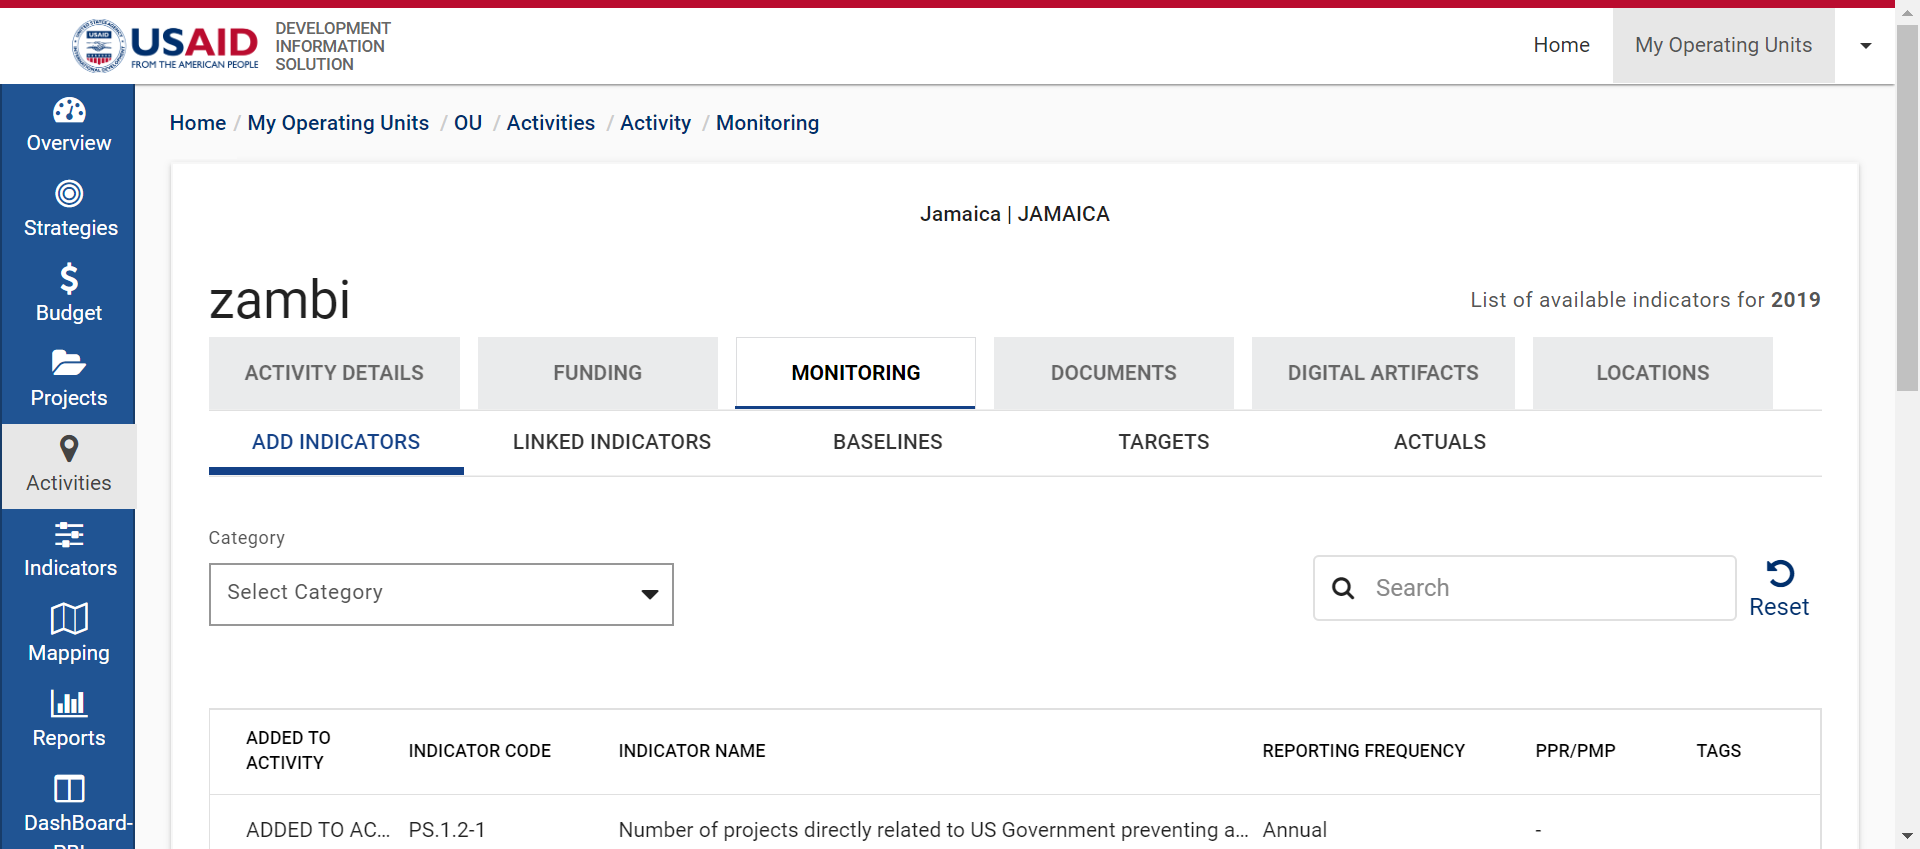 USAID
FROM THE AMERICAN PEOPLE
DEVELOPMENT
INFORMATION
SOLUTION
Home
My Operating Units
Overview
Strategies
Budget
Projects
Activities
Indicators
Mapping
Reports
DashBoard-
Home / My Operating Units / OU / Activities / Activity / Monitoring
Jamaica | JAMAICA
zambi
List of available indicators for 2019
ACTIVITY DETAILS
FUNDING
MONITORING
DOCUMENTS
DIGITAL ARTIFACTS
LOCATIONS
ADD INDICATORS
LINKED INDICATORS
BASELINES
TARGETS
ACTUALS
Category
Select Category
Search
Reset
ADDED TO
ACTIVITY
INDICATOR CODE
INDICATOR NAME
REPORTING FREQUENCY
PPR/PMP
TAGS
ADDED TO AC...
PS.1.2-1
Number of projects directly related to US Government preventing a...
Annual
-